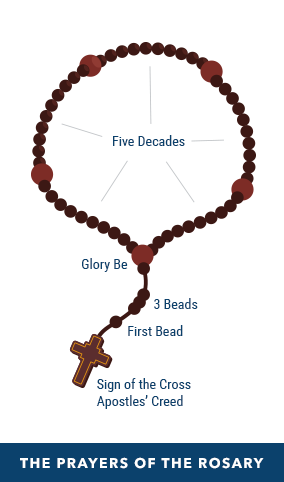 Five Decades
Glory Be
3 Beads
First Bead
Sign of the Cross
Apostles’ Creed
THE PRAYERS OF THE ROSARY